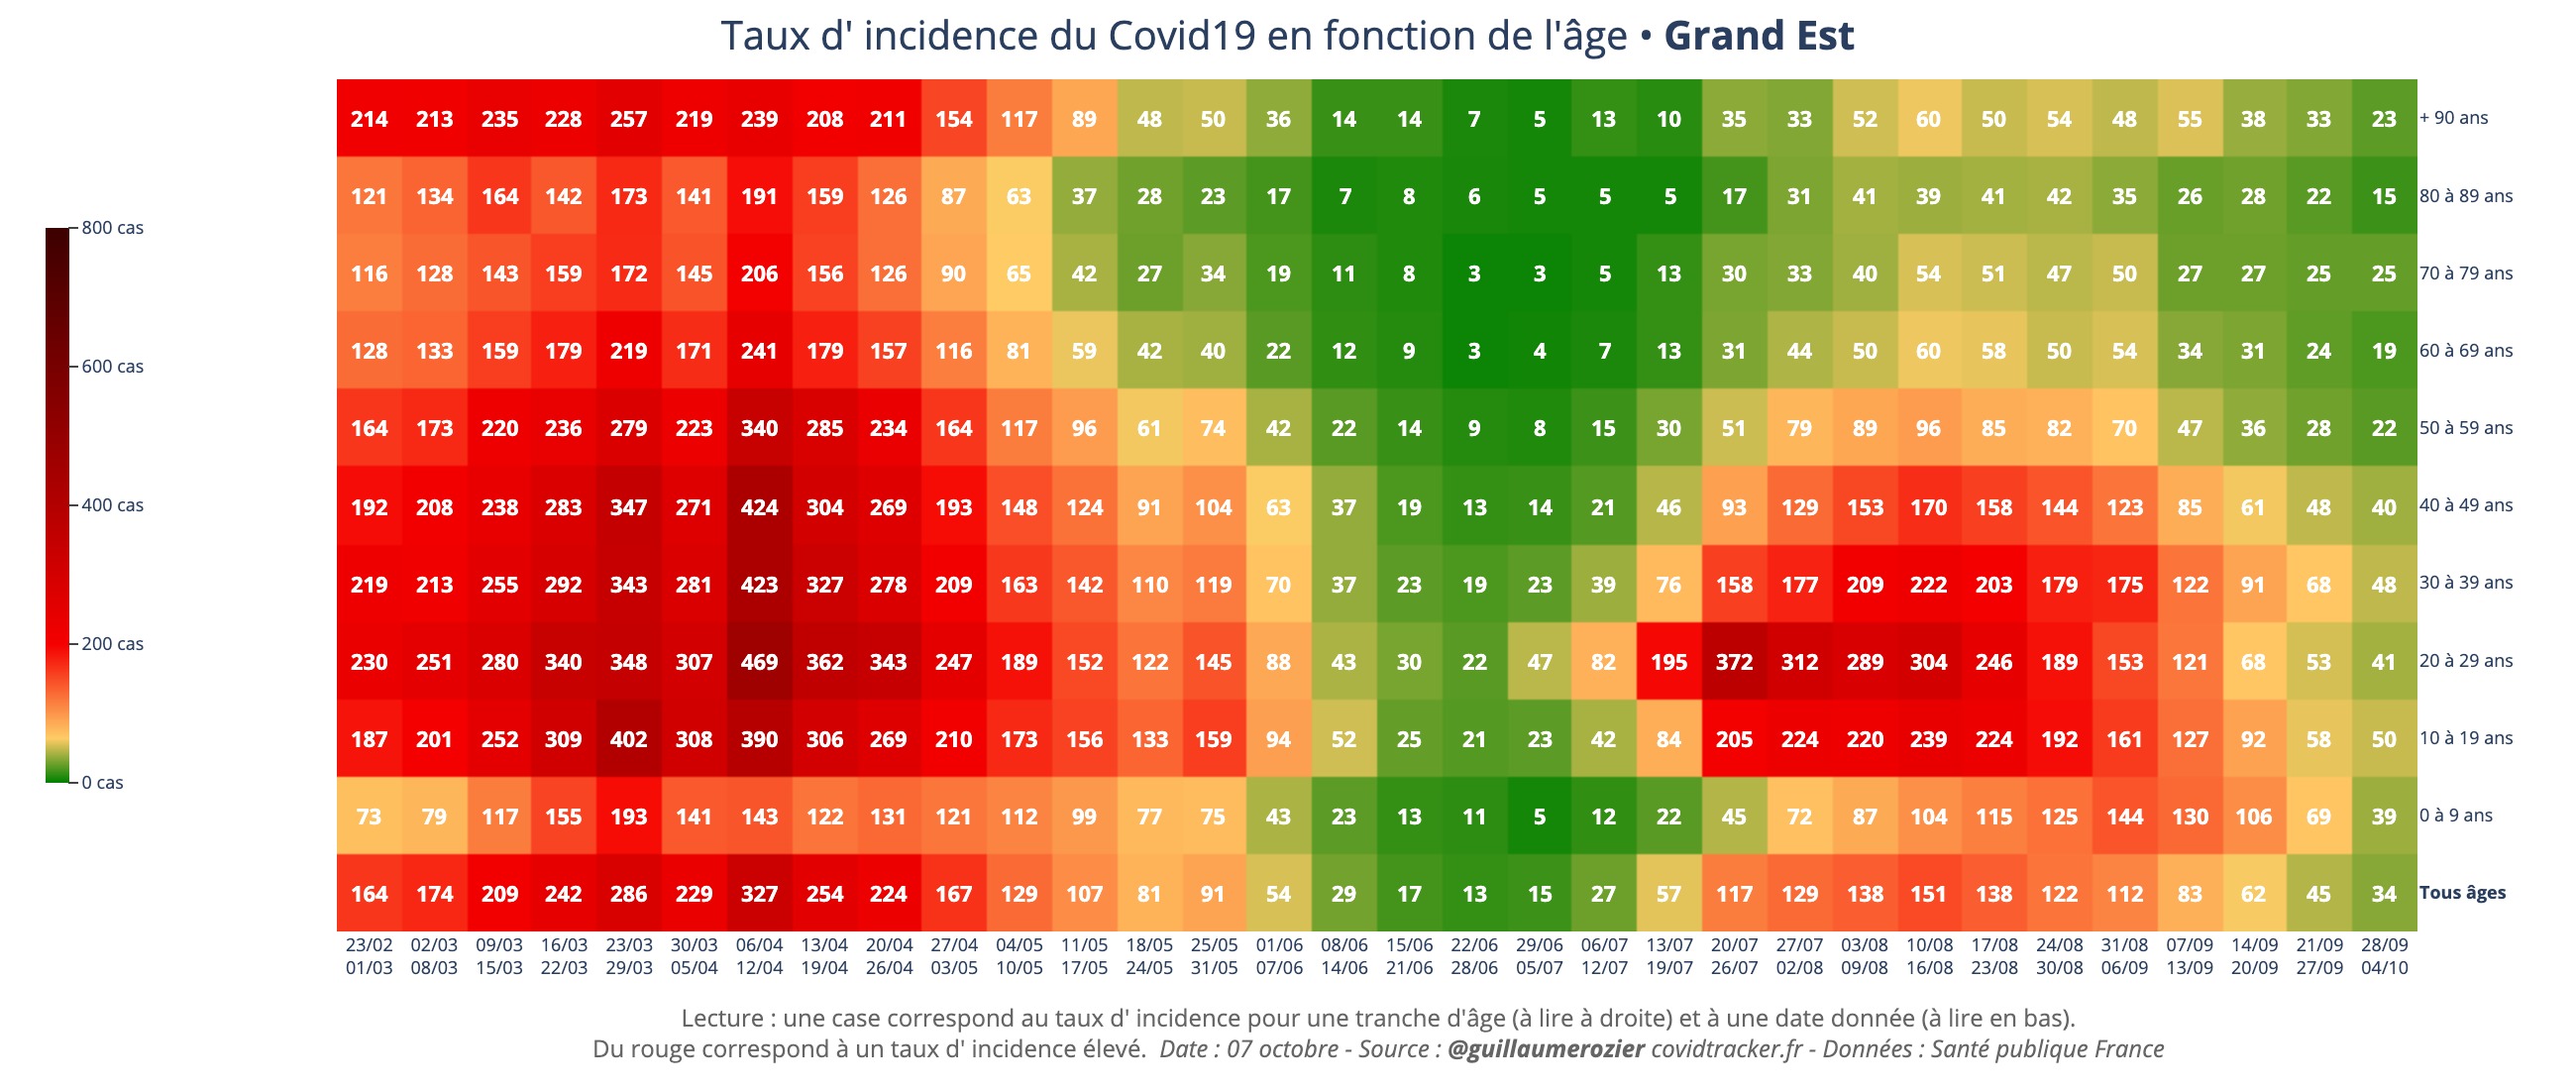 Taux d' incidence du Covid19 en fonction de l'âge • Grand Est
800 cas
600 cas
400 cas
200 cas
0 cas
214 213 235 228 257 219 239 208 211 154 117 89 48 50 36 14 14 7 5 13 10 35 33 52 60 50 54 48 55 38 33 23 + 90 ans
121 134 164 142 173 141 191 159 126 87 63 37 28 23 17 7 8 6 5 5 5 17 31 41 39 41 42 35 26 28 22 15 80 à 89 ans
116 128 143 159 172 145 206 156 126 90 65 42 27 34 19 11 8 3 3 5 13 30 33 40 54 51 47 50 27 27 25 25 70 à 79 ans
128 133 159 179 219 171 241 179 157 116 81 59 42 40 22 12 9 3 4 7 13 31 44 50 60 58 50 54 34 31 24 19 60 à 69 ans
164 173 220 236 279 223 340 285 234 164 117 96 61 74 42 22 14 9 8 15 30 51 79 89 96 85 82 70 47 36 28 22 50 à 59 ans
192 208 238 283 347 271 424 304 269 193 148 124 91 104 63 37 19 13 14 21 46 93 129 153 170 158 144 123 85 61 48 40 40 à 49 ans
219 213 255 292 343 281 423 327 278 209 163 142 110 119 70 37 23 19 23 39 76 158 177 209 222 203 179 175 122 91 68 48 30 à 39 ans
230 251 280 340 348 307 469 362 343 247 189 152 122 145 88 43 30 22 47 82 195 372 312 289 304 246 189 153 121 68 53 41 20 à 29 ans
187 201 252 309 402 308 390 306 269 210 173 156 133 159 94 52 25 21 23 42 84 205 224 220 239 224 192 161 127 92 58 50 10 à 19 ans
73 79 117 155 193 141 143 122 131 121 112 99 77 75 43 23 13 11 5 12 22 45 72 87 104 115 125 144 130 106 69 39 0 à 9 ans
164 174 209 242 286 229 327 254 224 167 129 107 81 91 54 29 17 13 15 27 57 117 129 138 151 138 122 112 83 62 45 34 Tous âges
23/02 02/03 09/03 16/03 23/03 30/03 06/04 13/04 20/04 27/04 04/05 11/05 18/05 25/05 01/06 08/06 15/06 22/06 29/06 06/07 13/07 20/07 27/07 03/08 10/08 17/08 24/08 31/08 07/09 14/09 21/09 28/09
01/03 08/03 15/03 22/03 29/03 05/04 12/04 19/04 26/04 03/05 10/05 17/05 24/05 31/05 07/06 14/06 21/06 28/06 05/07 12/07 19/07 26/07 02/08 09/08 16/08 23/08 30/08 06/09 13/09 20/09 27/09 04/10
Lecture : une case correspond au taux d' incidence pour une tranche d'âge (à lire à droite) et à une date donnée (à lire en bas).
Du rouge correspond à un taux d' incidence élevé. Date : 07 octobre - Source : @guillaumerozier covidtracker.fr - Données : Santé publique France